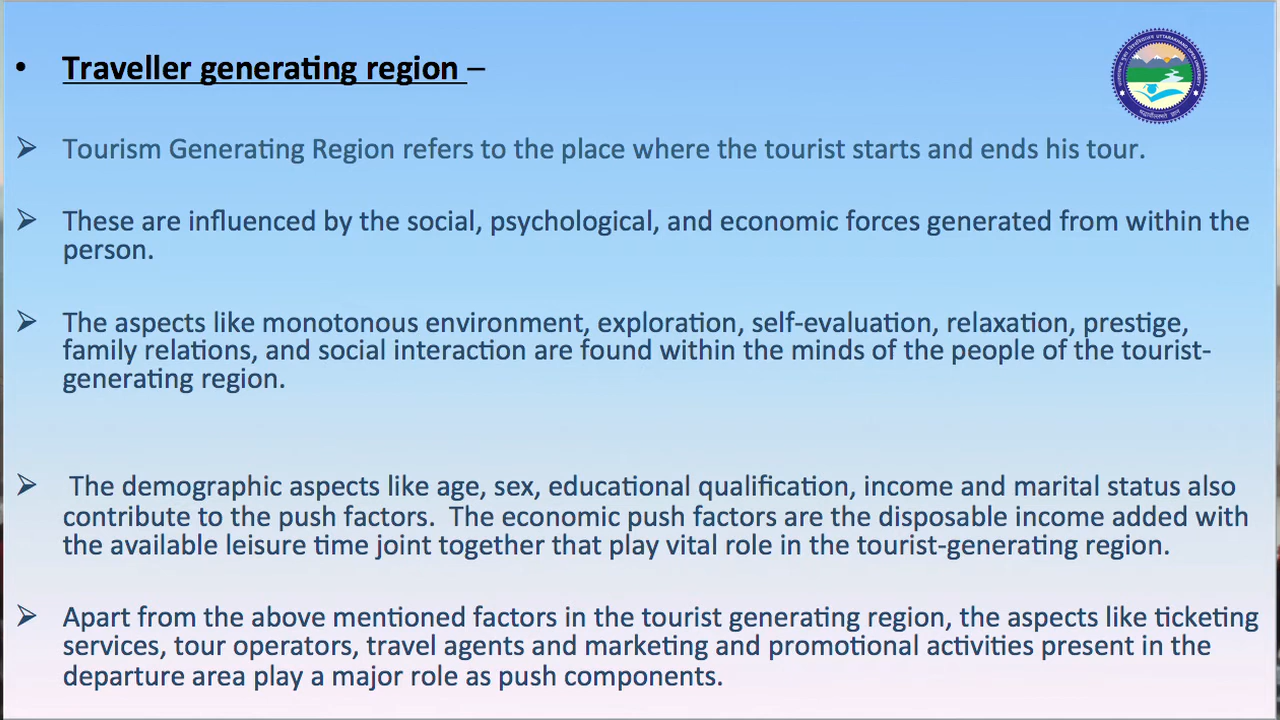 • Traveller generating region –
➢ Tourism Generating Region refers to the place where the tourist starts and ends his tour.
➢ These are influenced by the social, psychological, and economic forces generated from within the
person.
➢ The aspects like monotonous environment, exploration, self-evaluation, relaxation, prestige,
family relations, and social interaction are found within the minds of the people of the tourist-
generating region.
➢ The demographic aspects like age, sex, educational qualification, income and marital status also
contribute to the push factors. The economic push factors are the disposable income added with
the available leisure time joint together that play vital role in the tourist-generating region.
➢ Apart from the above mentioned factors in the tourist generating region, the aspects like ticketing
services, tour operators, travel agents and marketing and promotional activities present in the
departure area play a major role as push components.